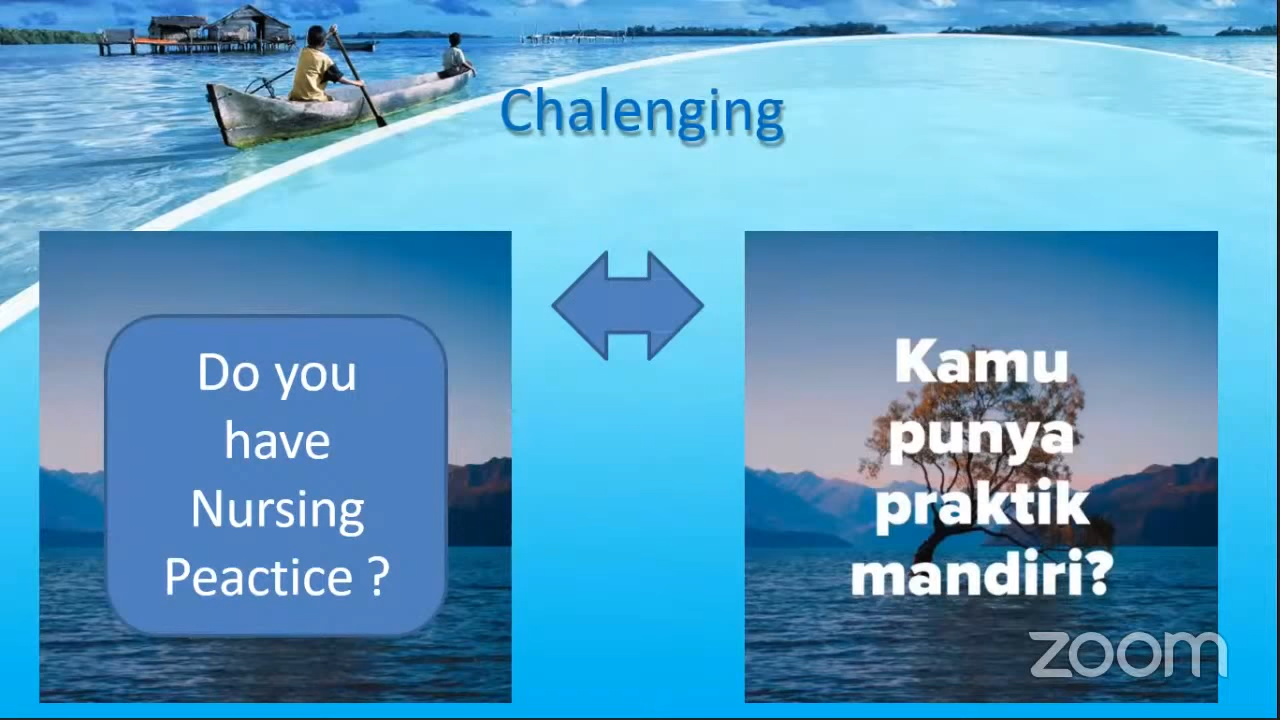 Chalenging
Do you
have
Nursing
Peactice ?
Kamu
punya
praktik
mandiri?
zoom